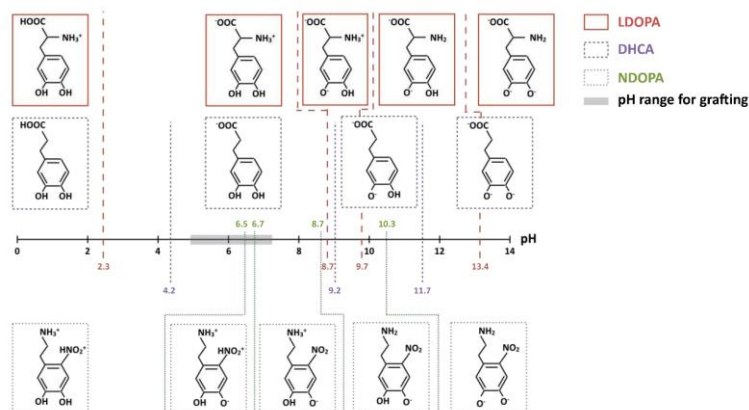 HOOC
NH₃⁺
OH OH
⁻OOC
NH₃⁺
OH OH
⁻OOC
NH₃⁺
O⁻ OH
⁻OOC
NH₂
O⁻ OH
⁻OOC
NH₂
O⁻ O⁻
LDOPA
DHCA
NDOPA
pH range for grafting
HOOC
OH OH
⁻OOC
OH OH
⁻OOC
O⁻ OH
⁻OOC
O⁻ O⁻
6.5 6.7 8.7 10.3
0 2 4 6 8 10 12 14
pH
2.3 8.7 9.7 13.4
4.2 9.2 11.7
NH₃⁺
HNO₂⁺
OH OH
NH₃⁺
HNO₂⁺
OH O⁻
NH₃⁺
NO₂
OH O⁻
NH₂
NO₂
OH O⁻
NH₂
NO₂
O⁻ O⁻